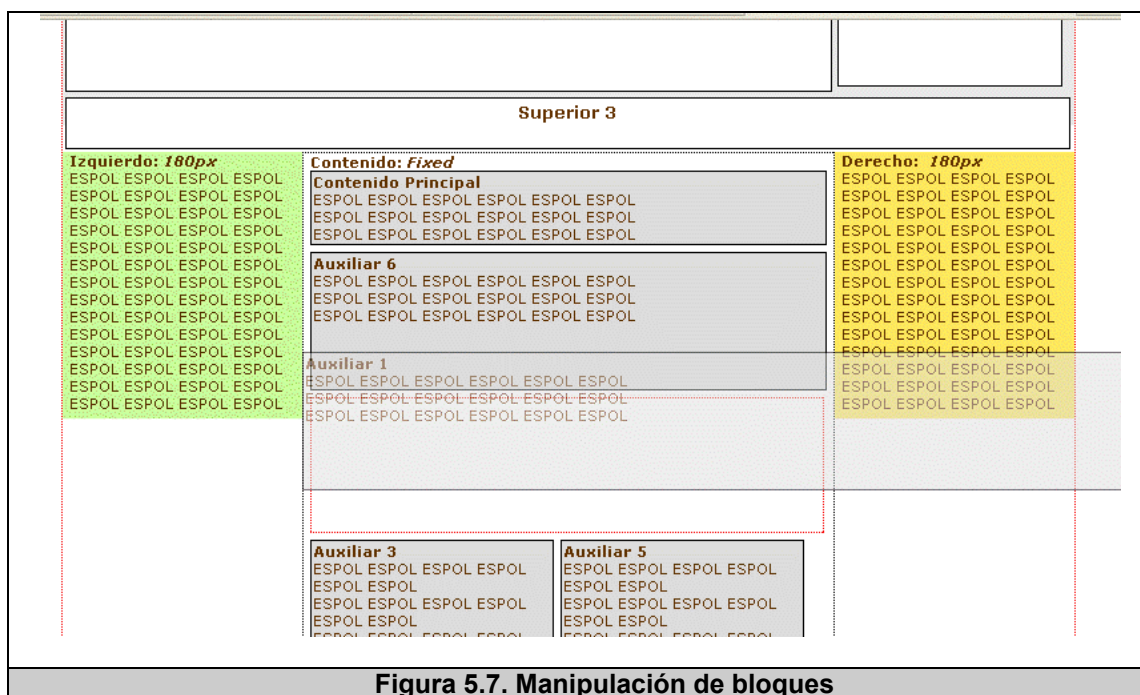 Superior 3
Izquierdo: 180px
ESPOL ESPOL ESPOL ESPOL
ESPOL ESPOL ESPOL ESPOL
ESPOL ESPOL ESPOL ESPOL
ESPOL ESPOL ESPOL ESPOL
ESPOL ESPOL ESPOL ESPOL
ESPOL ESPOL ESPOL ESPOL
ESPOL ESPOL ESPOL ESPOL
ESPOL ESPOL ESPOL ESPOL
ESPOL ESPOL ESPOL ESPOL
ESPOL ESPOL ESPOL ESPOL
ESPOL ESPOL ESPOL ESPOL
ESPOL ESPOL ESPOL ESPOL
ESPOL ESPOL ESPOL ESPOL
ESPOL ESPOL ESPOL ESPOL
Contenido: Fixed
Contenido Principal
ESPOL ESPOL ESPOL ESPOL ESPOL ESPOL
ESPOL ESPOL ESPOL ESPOL ESPOL ESPOL
ESPOL ESPOL ESPOL ESPOL ESPOL ESPOL
Auxiliar 6
ESPOL ESPOL ESPOL ESPOL ESPOL ESPOL
ESPOL ESPOL ESPOL ESPOL ESPOL ESPOL
ESPOL ESPOL ESPOL ESPOL ESPOL ESPOL
Auxiliar 1
ESPOL ESPOL ESPOL ESPOL ESPOL ESPOL
ESPOL ESPOL ESPOL ESPOL ESPOL ESPOL
ESPOL ESPOL ESPOL ESPOL ESPOL ESPOL
Auxiliar 3
ESPOL ESPOL ESPOL ESPOL
ESPOL ESPOL
ESPOL ESPOL ESPOL ESPOL
ESPOL ESPOL
ESPOL ESPOL ESPOL ESPOL
Auxiliar 5
ESPOL ESPOL ESPOL ESPOL
ESPOL ESPOL
ESPOL ESPOL ESPOL ESPOL
ESPOL ESPOL
ESPOL ESPOL ESPOL ESPOL
Derecho: 180px
ESPOL ESPOL ESPOL ESPOL
ESPOL ESPOL ESPOL ESPOL
ESPOL ESPOL ESPOL ESPOL
ESPOL ESPOL ESPOL ESPOL
ESPOL ESPOL ESPOL ESPOL
ESPOL ESPOL ESPOL ESPOL
ESPOL ESPOL ESPOL ESPOL
ESPOL ESPOL ESPOL ESPOL
ESPOL ESPOL ESPOL ESPOL
ESPOL ESPOL ESPOL ESPOL
ESPOL ESPOL ESPOL ESPOL
ESPOL ESPOL ESPOL ESPOL
ESPOL ESPOL ESPOL ESPOL
ESPOL ESPOL ESPOL ESPOL
Figura 5.7. Manipulación de bloques